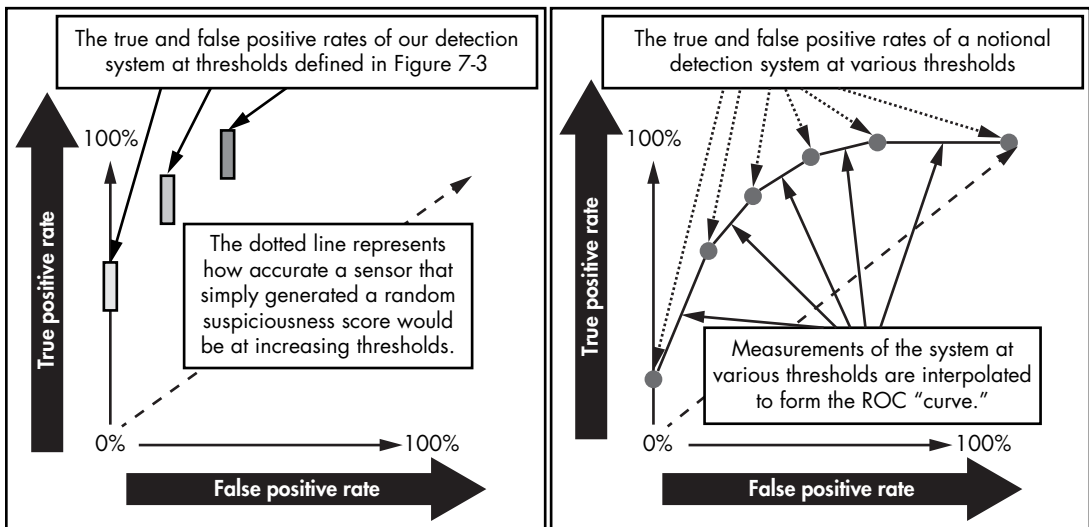 The true and false positive rates of our detection
system at thresholds defined in Figure 7-3
100%
True positive rate
The dotted line represents
how accurate a sensor that
simply generated a random
suspiciousness score would
be at increasing thresholds.
0%
100%
False positive rate
The true and false positive rates of a notional
detection system at various thresholds
100%
True positive rate
Measurements of the system at
various thresholds are interpolated
to form the ROC “curve.”
0%
100%
False positive rate